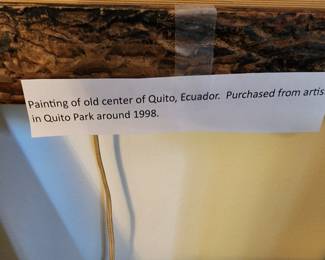 Painting of old center of Quito, Ecuador. Purchased from artis
in Quito Park around 1998.